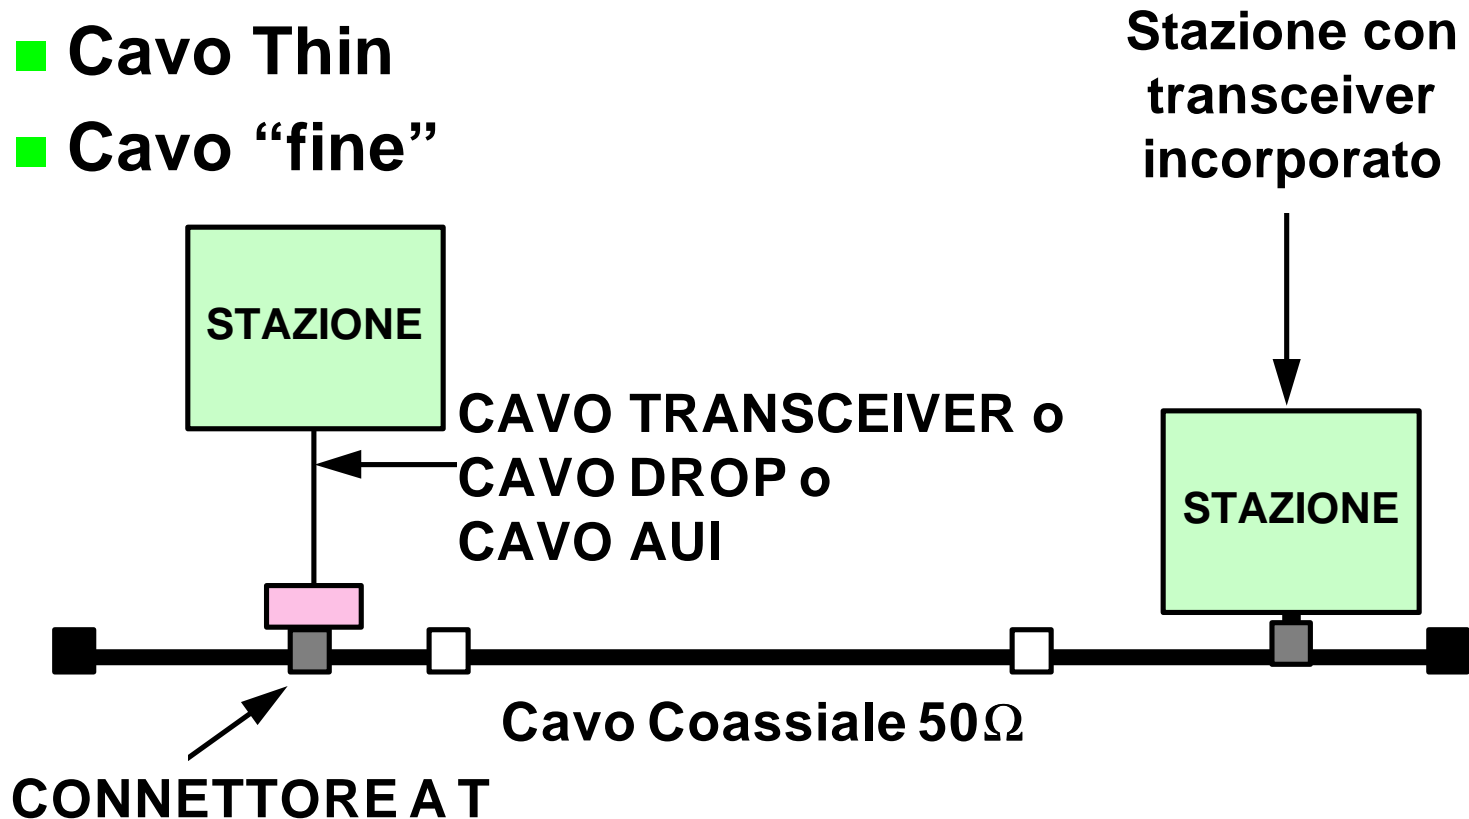 Cavo Thin
Cavo “fine”
Stazione con
transceiver
incorporato
STAZIONE
CAVO TRANSCEIVER o
CAVO DROP o
CAVO AUI
STAZIONE
Cavo Coassiale 50Ω
CONNETTORE A T